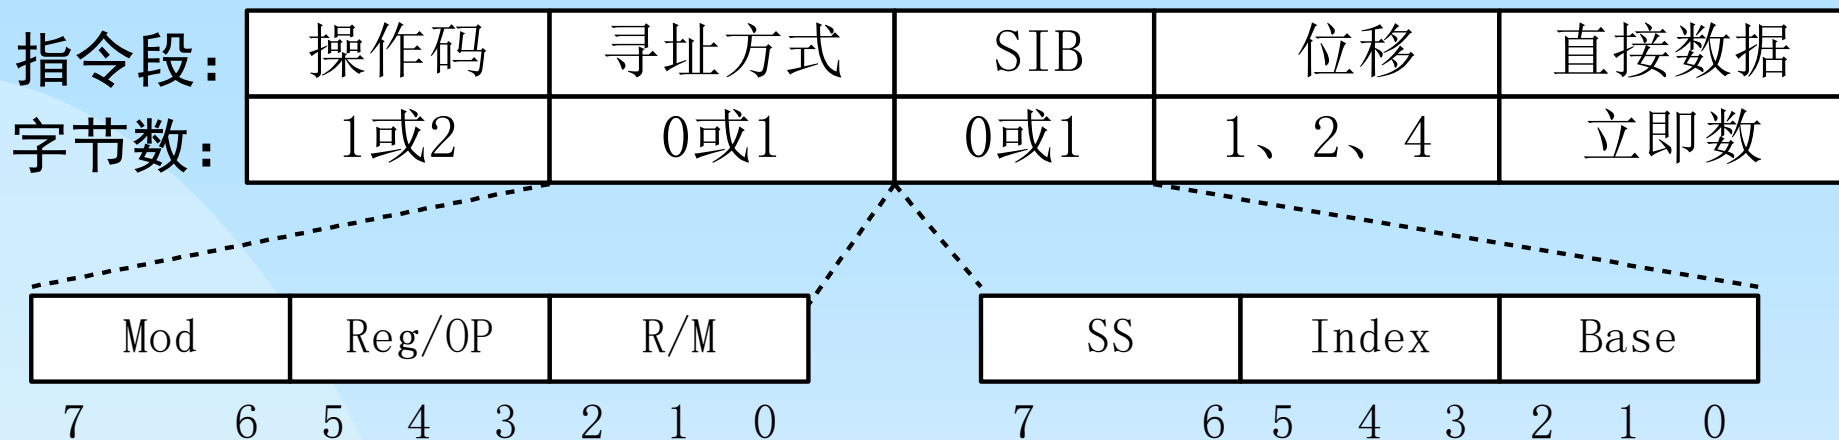 指令段: 操作码 寻址方式 SIB 位移 直接数据
字节数: 1或2 0或1 0或1 1、2、4 立即数
Mod Reg/OP R/M SS Index Base
7 6 5 4 3 2 1 0 7 6 5 4 3 2 1 0